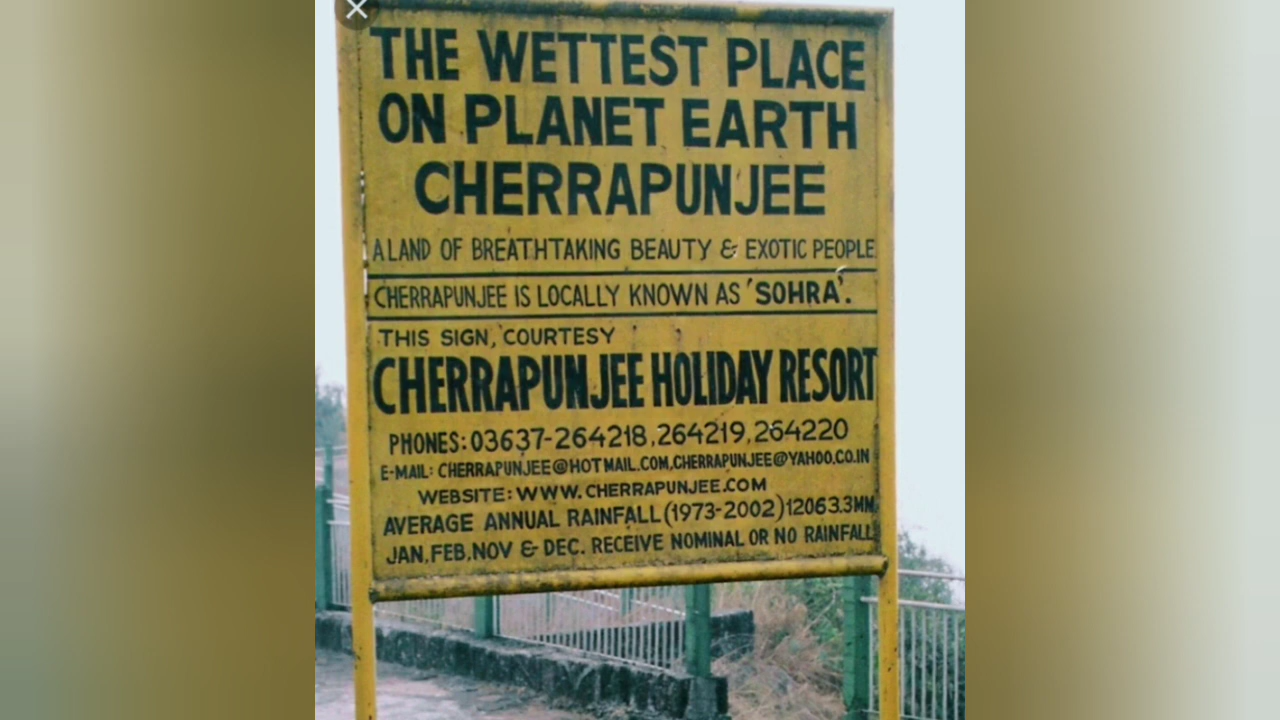 THE WETTEST PLACE
ON PLANET EARTH
CHERRAPUNJEE
A LAND OF BREATHTAKING BEAUTY & EXOTIC PEOPLE
CHERRAPUNJEE IS LOCALLY KNOWN AS 'SOHRA'.
THIS SIGN, COURTESY
CHERRAPUNJEE HOLIDAY RESORT
PHONES: 03637-264218, 264219, 264220
E-MAIL: CHERRAPUNJEE@HOTMAIL.COM, CHERRAPUNJEE@YAHOO.CO.IN
WEBSITE: WWW.CHERRAPUNJEE.COM
AVERAGE ANNUAL RAINFALL (1973-2002) 12063.3MM
JAN, FEB, NOV & DEC. RECEIVE NOMINAL OR NO RAINFALL